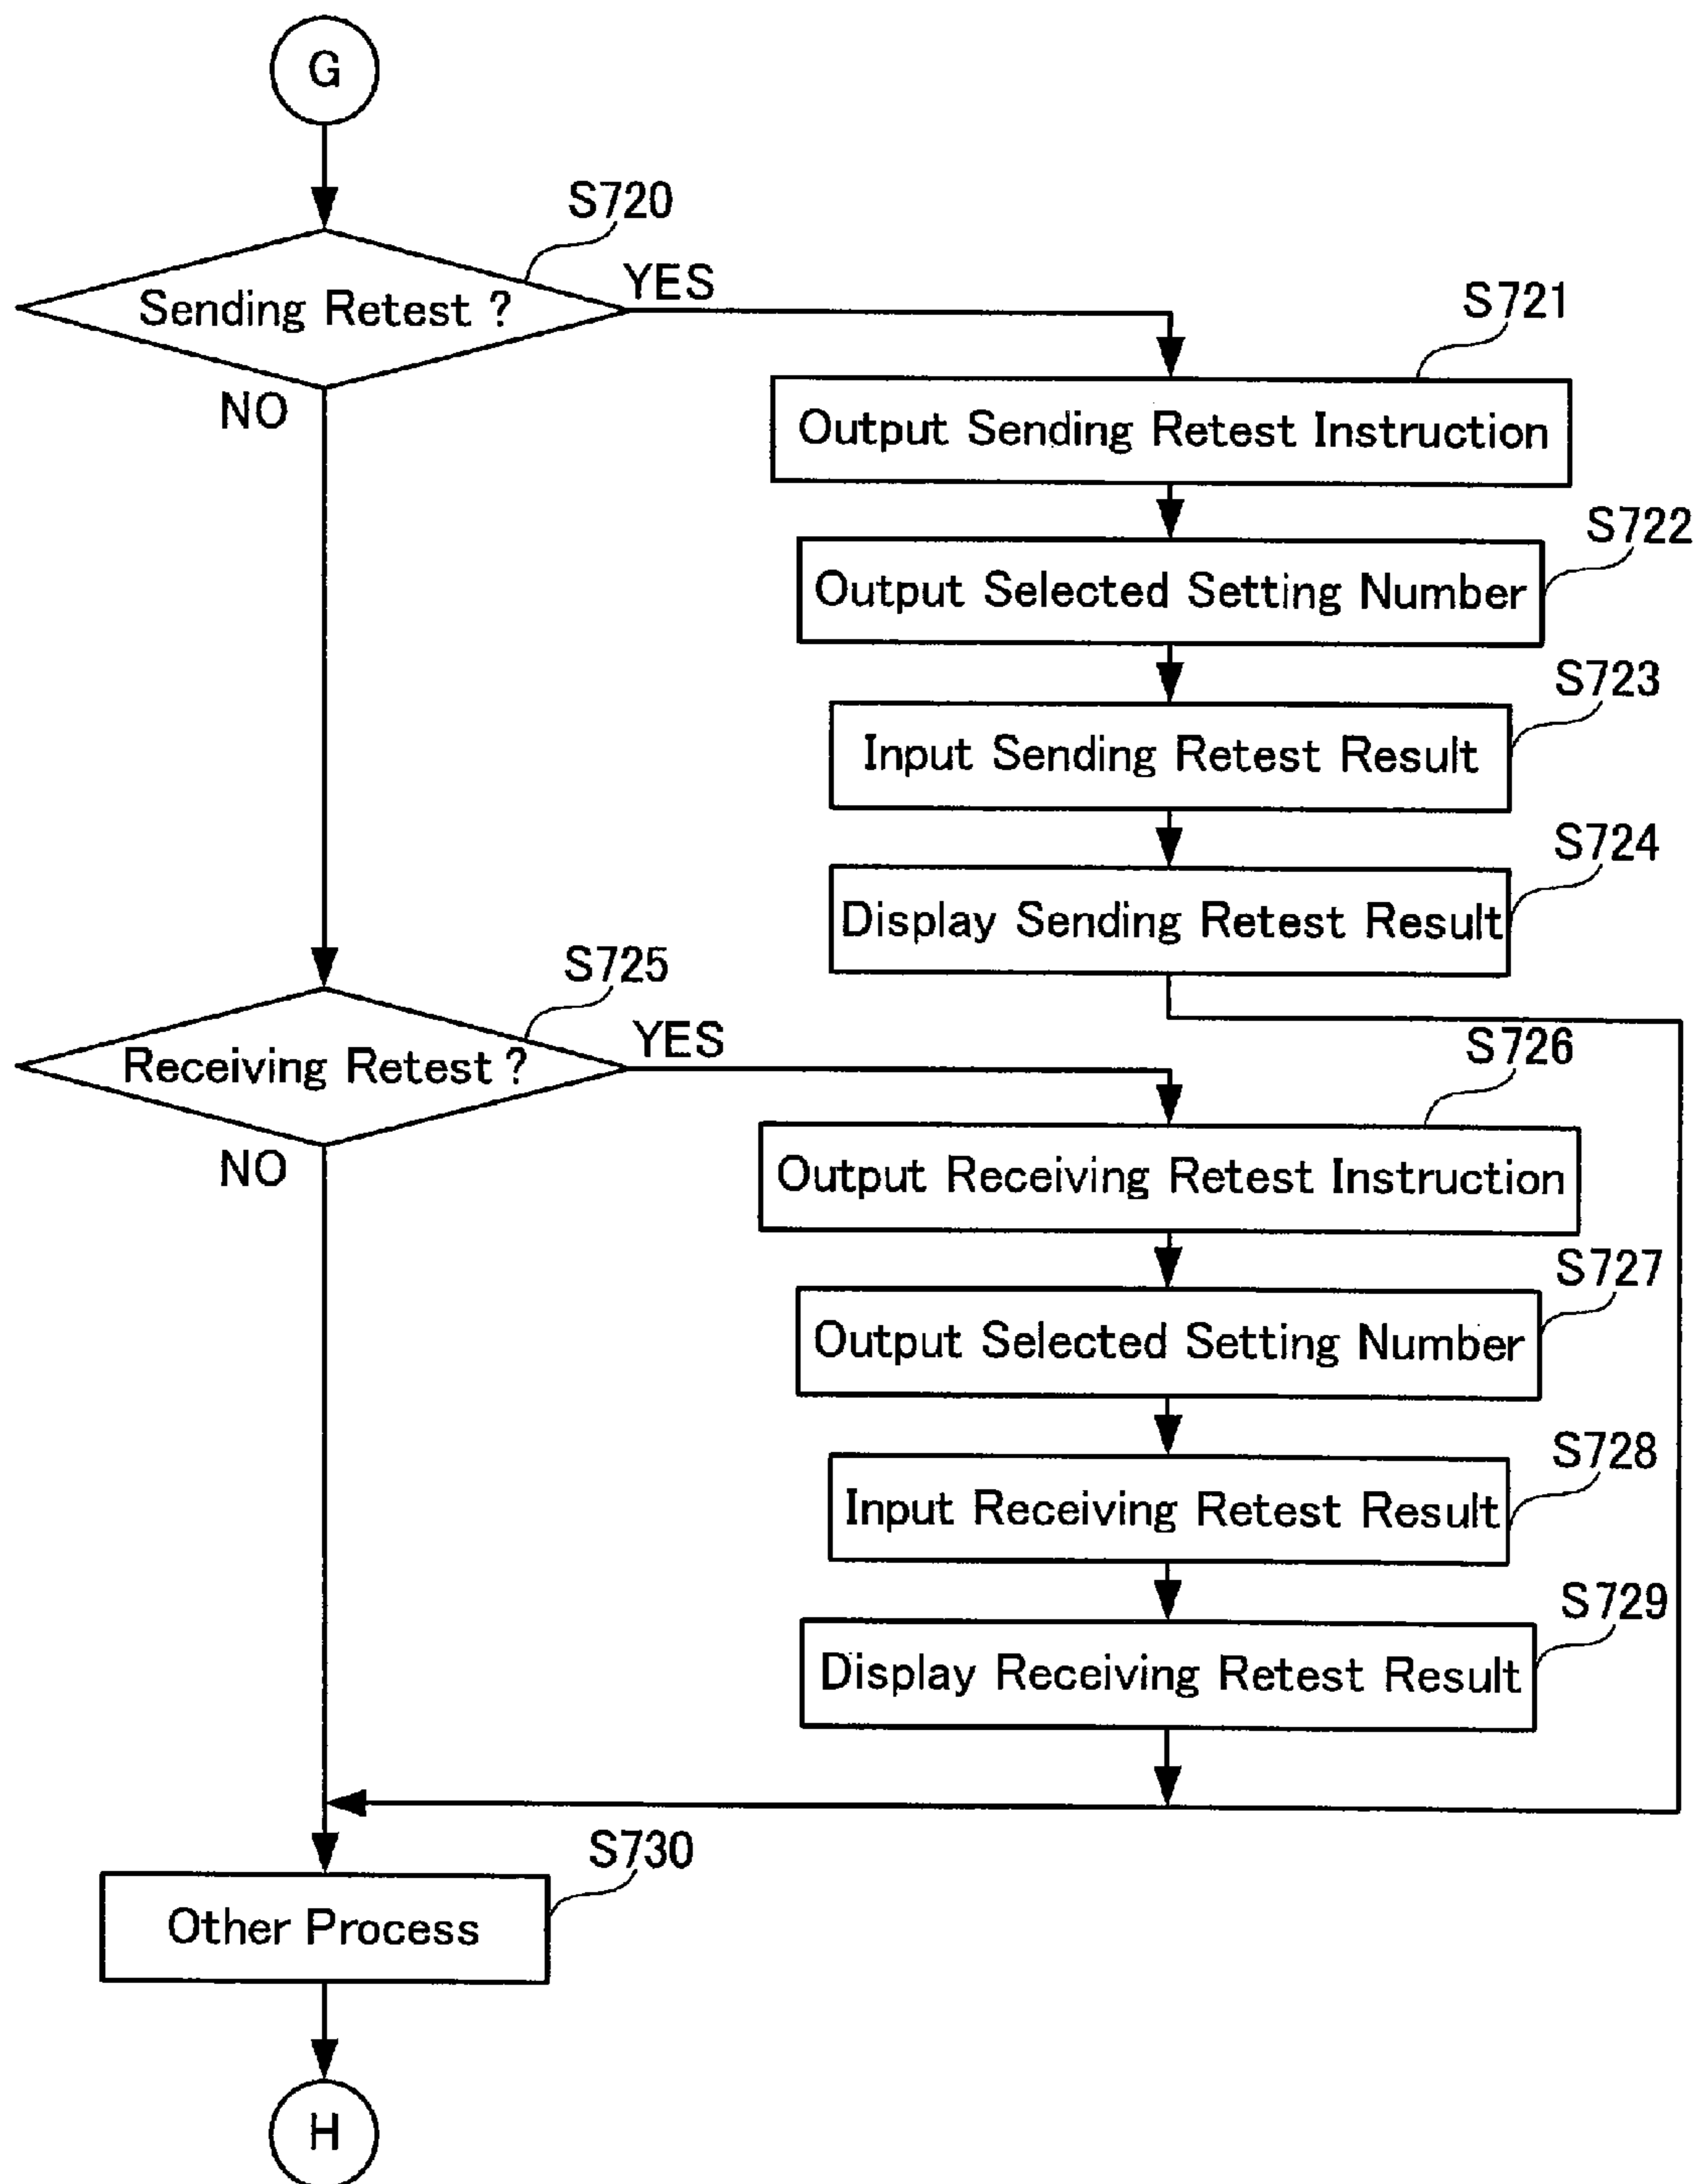 G
S720
Sending Retest ?
YES
NO
S721
Output Sending Retest Instruction
S722
Output Selected Setting Number
S723
Input Sending Retest Result
S724
Display Sending Retest Result
S725
Receiving Retest ?
YES
NO
S726
Output Receiving Retest Instruction
S727
Output Selected Setting Number
S728
Input Receiving Retest Result
S729
Display Receiving Retest Result
S730
Other Process
H